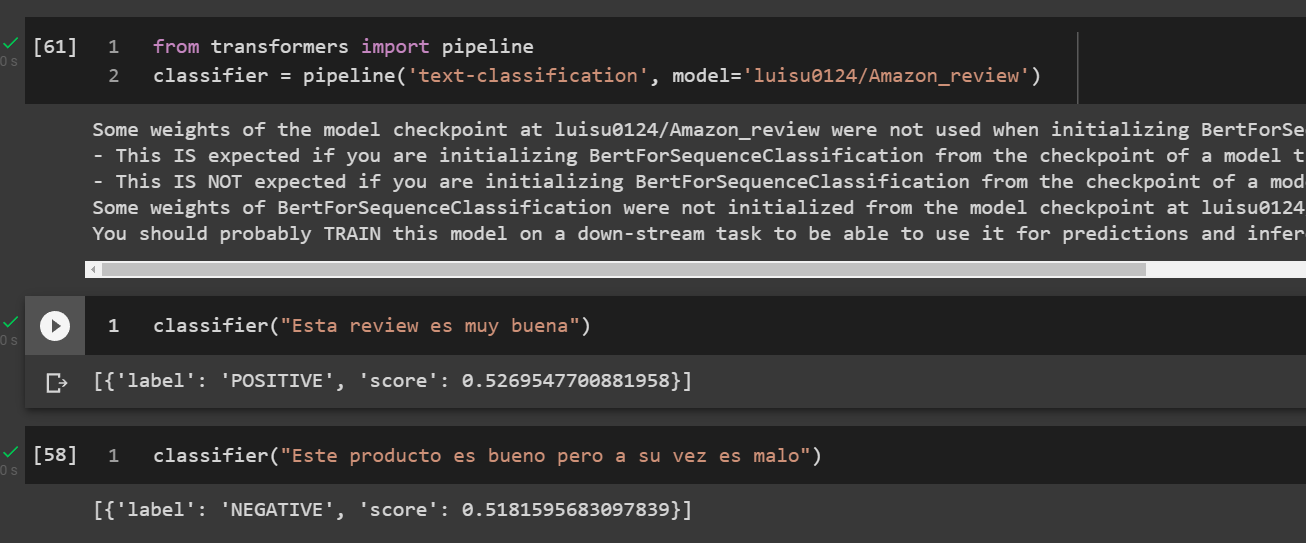 [61] 1 from transformers import pipeline
0s 2 classifier = pipeline('text-classification', model='luisu0124/Amazon_review')
Some weights of the model checkpoint at luisu0124/Amazon_review were not used when initializing BertForSe
- This IS expected if you are initializing BertForSequenceClassification from the checkpoint of a model t
- This IS NOT expected if you are initializing BertForSequenceClassification from the checkpoint of a mod
Some weights of BertForSequenceClassification were not initialized from the model checkpoint at luisu0124
You should probably TRAIN this model on a down-stream task to be able to use it for predictions and infer
1 classifier("Esta review es muy buena")
0s
[{'label': 'POSITIVE', 'score': 0.5269547700881958}]
[58] 1 classifier("Este producto es bueno pero a su vez es malo")
0s
[{'label': 'NEGATIVE', 'score': 0.5181595683097839}]